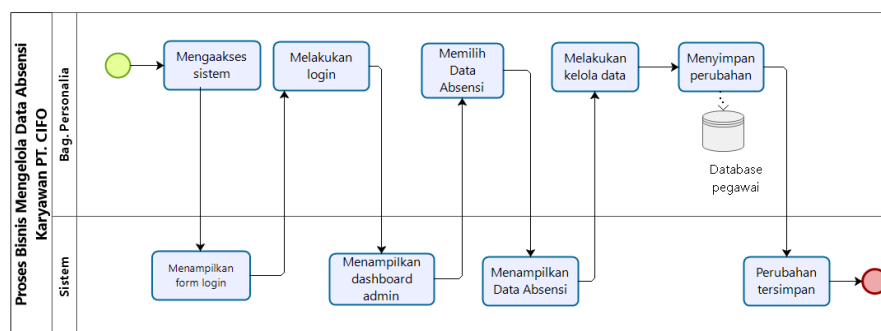 Proses Bisnis Mengelola Data Absensi
Karyawan PT. CIFO
Bag. Personalia
Mengaakses
sistem
Melakukan
login
Memilih
Data
Absensi
Melakukan
kelola data
Menyimpan
perubahan
Database
pegawai
Sistem
Menampilkan
form login
Menampilkan
dashboard
admin
Menampilkan
Data Absensi
Perubahan
tersimpan